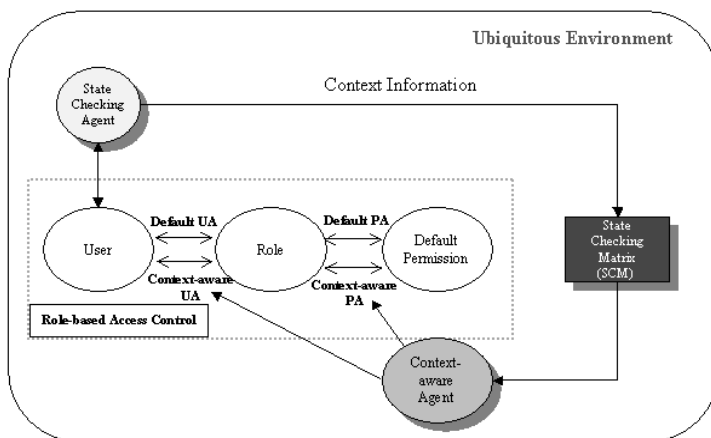 Ubiquitous Environment
State
Checking
Agent
Context Information
Default UA
Default PA
User
Role
Default
Permission
State
Checking
Matrix
(SCM)
Context-aware
UA
Context-aware
PA
Role-based Access Control
Context-
aware
Agent